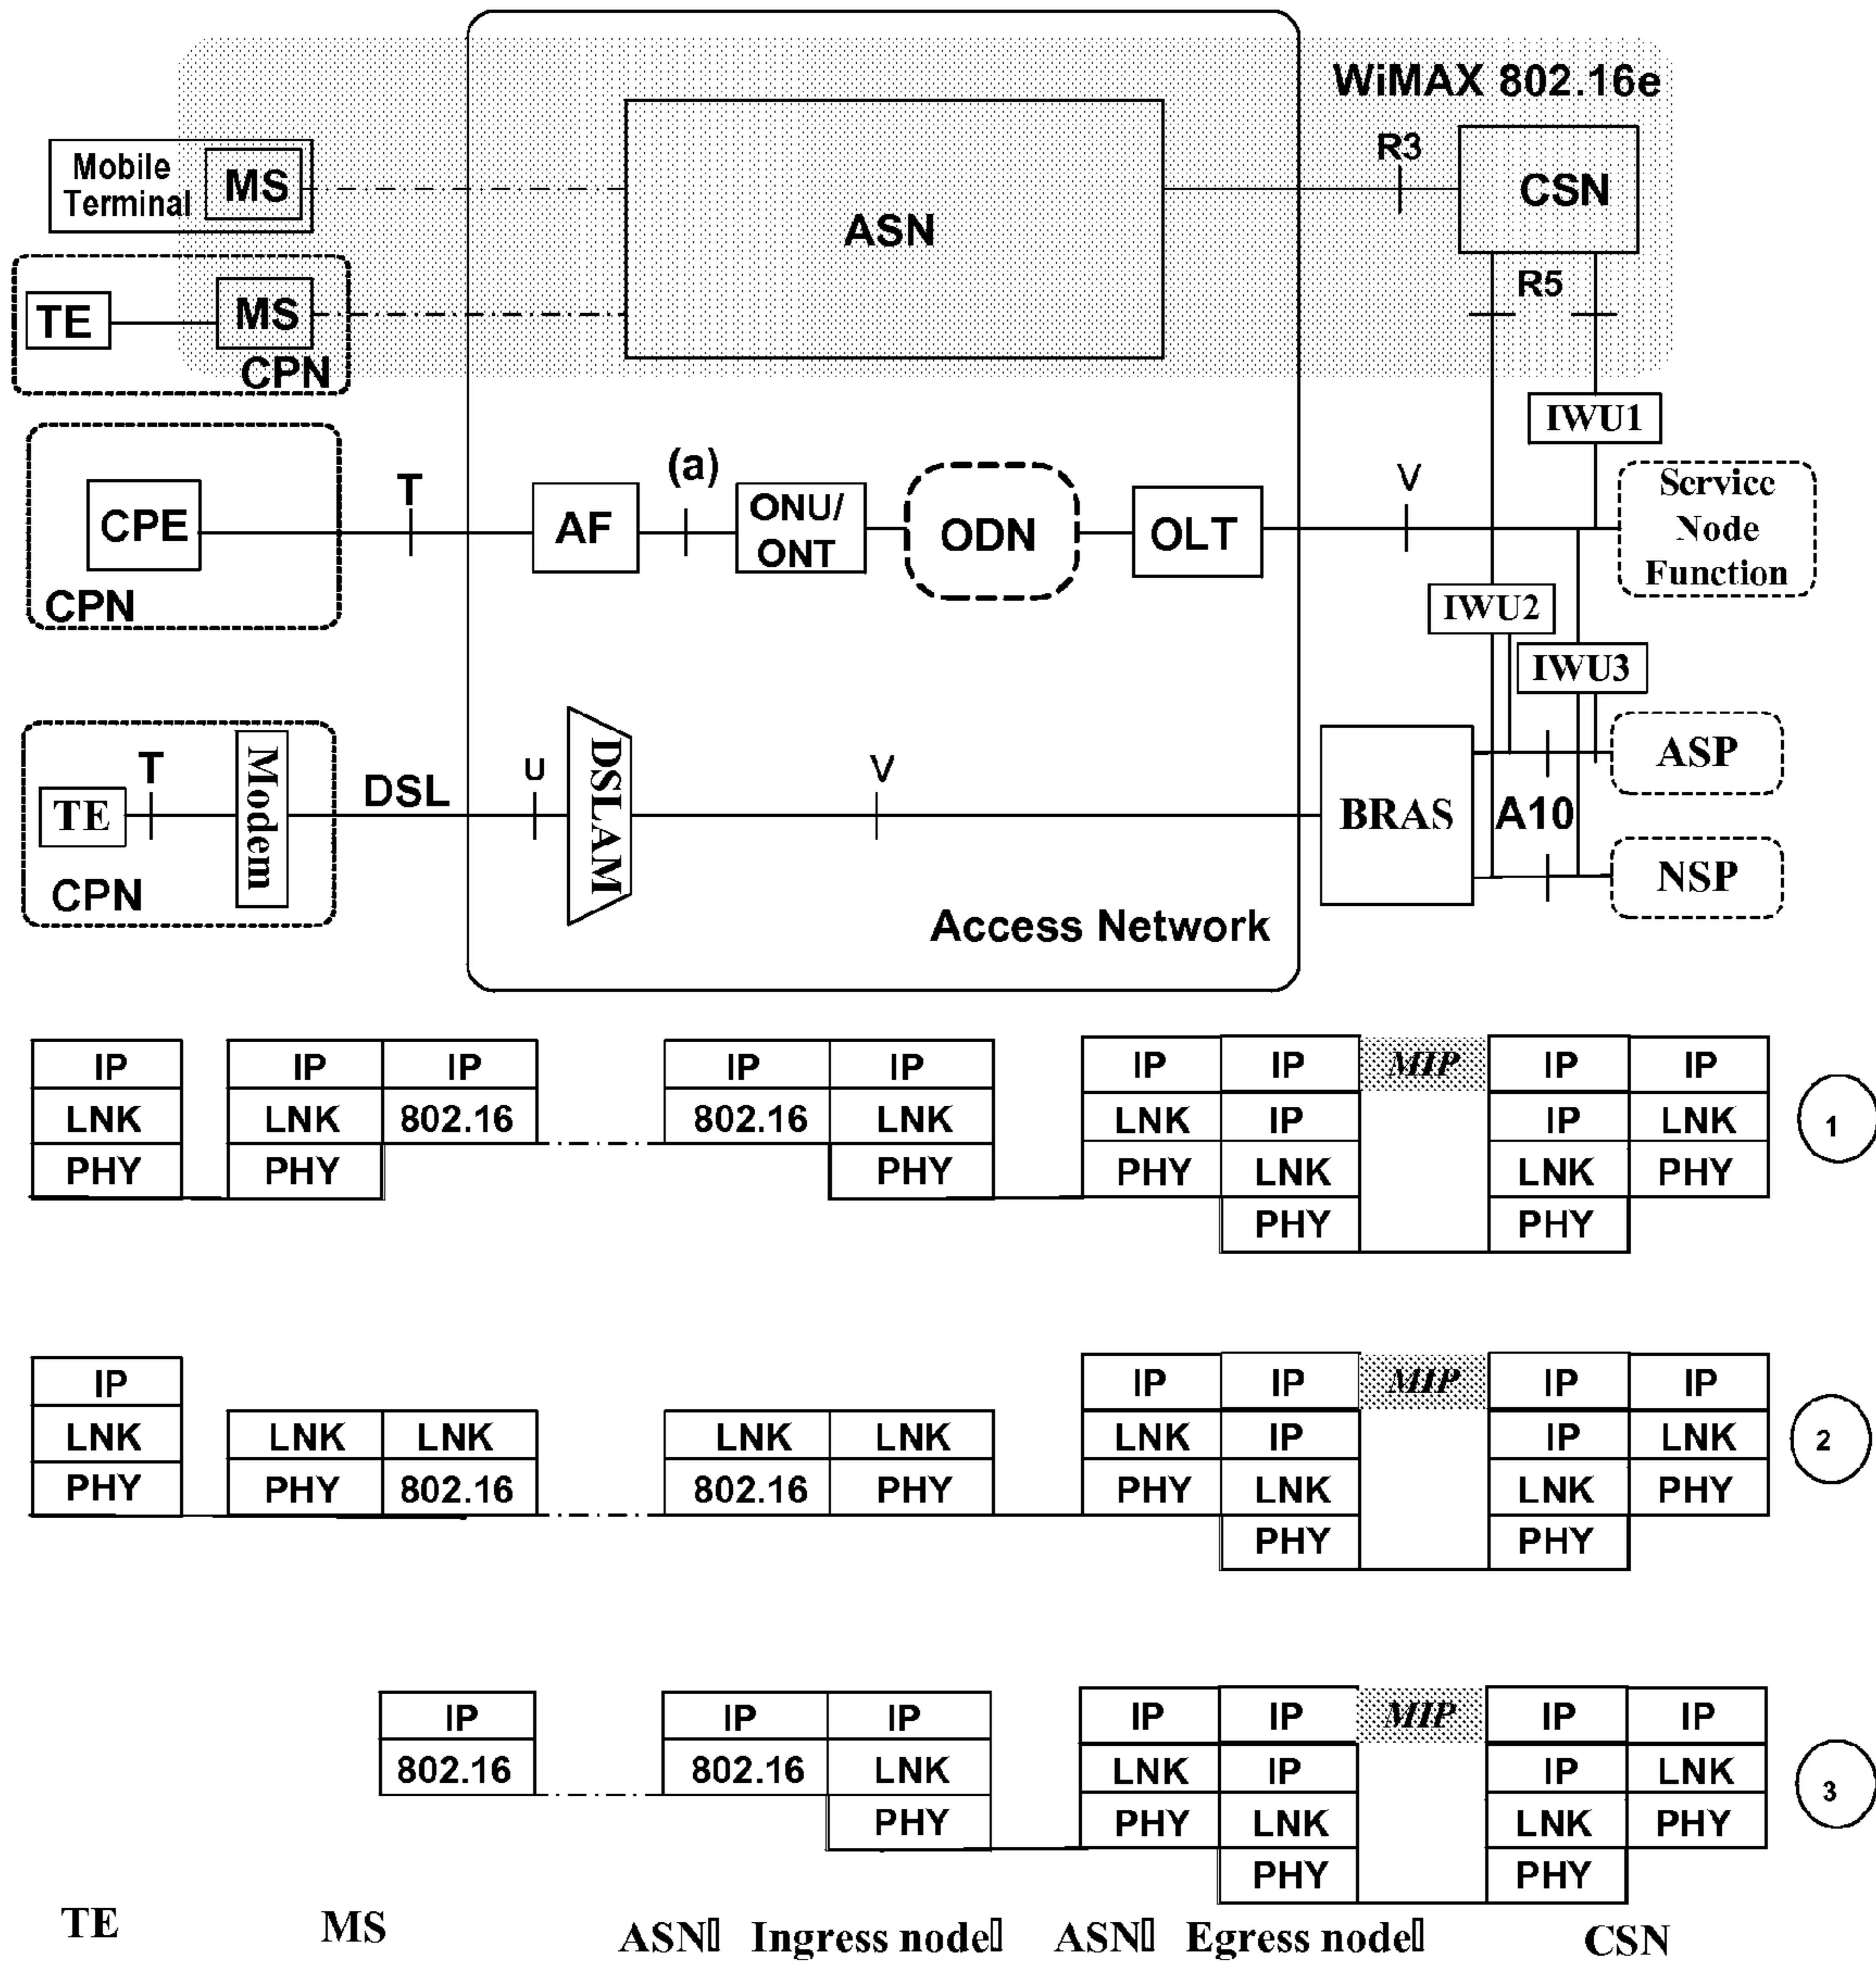 WiMAX 802.16e
Mobile
Terminal
MS
ASN
R3
CSN
R5
TE
MS
CPN
IWU1
CPE
CPN
T
AF
(a)
ONU/
ONT
ODN
OLT
V
Service
Node
Function
IWU2
IWU3
TE
T
Modem
CPN
DSL
U
DSLAM
V
BRAS
A10
ASP
NSP
Access Network
IP IP IP IP IP IP IP MIP IP IP
LNK LNK 802.16 802.16 LNK LNK IP IP LNK
PHY PHY PHY PHY LNK LNK PHY
PHY PHY
1
IP IP IP MIP IP IP
LNK LNK LNK LNK LNK LNK IP IP LNK
PHY PHY 802.16 802.16 PHY PHY LNK LNK PHY
PHY PHY
2
IP IP IP IP IP MIP IP IP
802.16 802.16 LNK LNK IP IP LNK
PHY PHY LNK LNK PHY
PHY PHY
3
TE MS ASN Ingress node ASN Egress node CSN